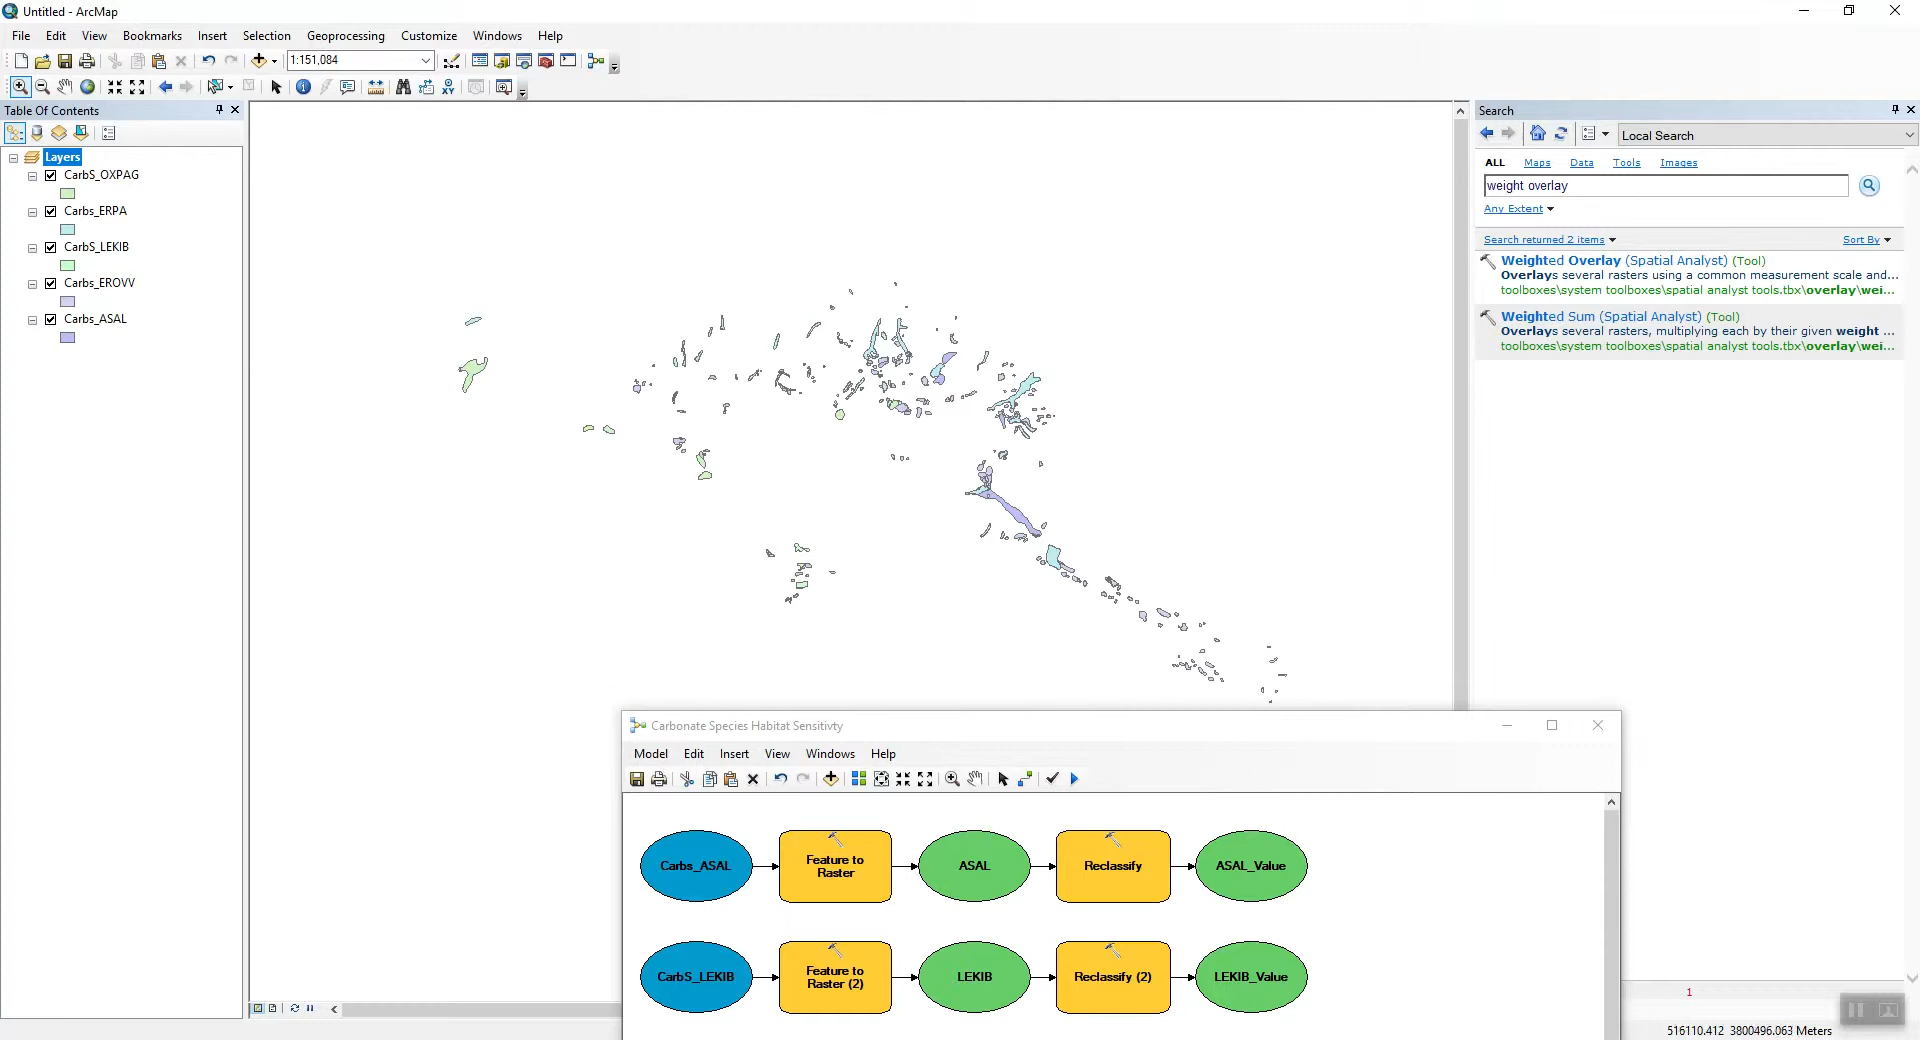 Untitled - ArcMap
File Edit View Bookmarks Insert Selection Geoprocessing Customize Windows Help
1:151,084
Table Of Contents
Layers
CarbS_OXPAG
Carbs_ERPA
CarbS_LEKIB
Carbs_EROVV
Carbs_ASAL
Search
Local Search
ALL Maps Data Tools Images
weight overlay
Any Extent
Search returned 2 items Sort By
Weighted Overlay (Spatial Analyst) (Tool)
Overlays several rasters using a common measurement scale and...
toolboxes\system toolboxes\spatial analyst tools.tbx\overlay\wei...
Weighted Sum (Spatial Analyst) (Tool)
Overlays several rasters, multiplying each by their given weight ...
toolboxes\system toolboxes\spatial analyst tools.tbx\overlay\wei...
Carbonate Species Habitat Sensitivty
Model Edit Insert View Windows Help
Carbs_ASAL
Feature to
Raster
ASAL
Reclassify
ASAL_Value
CarbS_LEKIB
Feature to
Raster (2)
LEKIB
Reclassify (2)
LEKIB_Value
1
516110.412 3800496.063 Meters